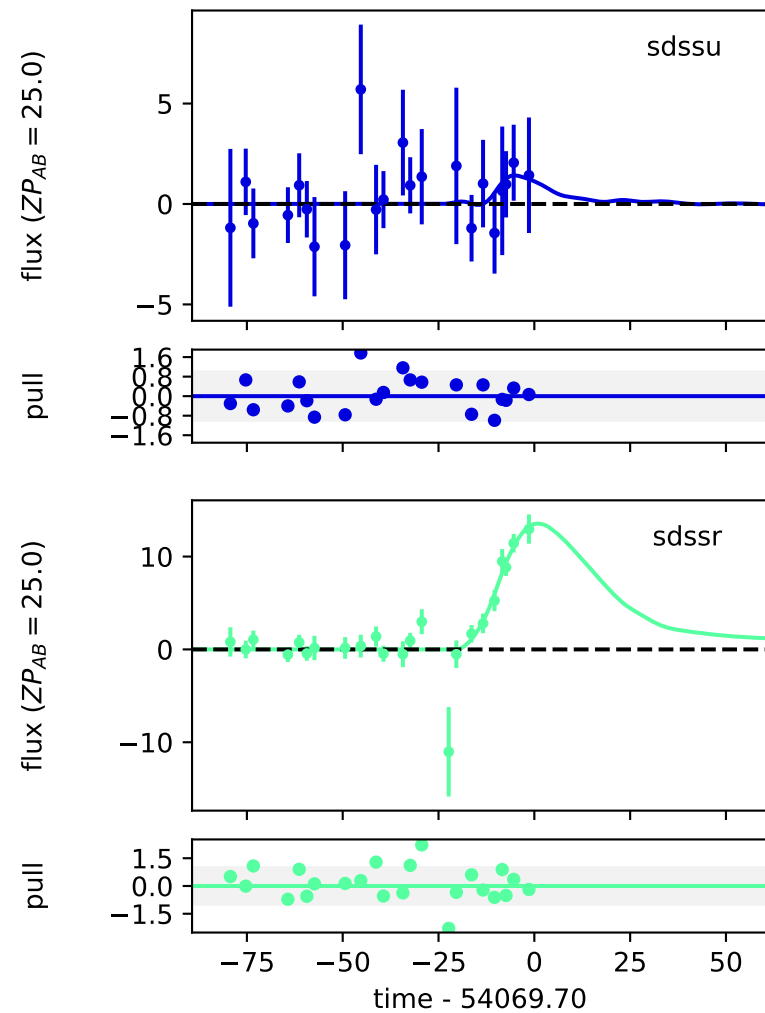 sdssu
flux ($ZP_{AB}$ = 25.0)
5
0
−5
pull
1.6
0.8
0.0
−0.8
−1.6
sdssr
flux ($ZP_{AB}$ = 25.0)
10
0
−10
pull
1.5
0.0
−1.5
−75 −50 −25 0 25 50
time - 54069.70